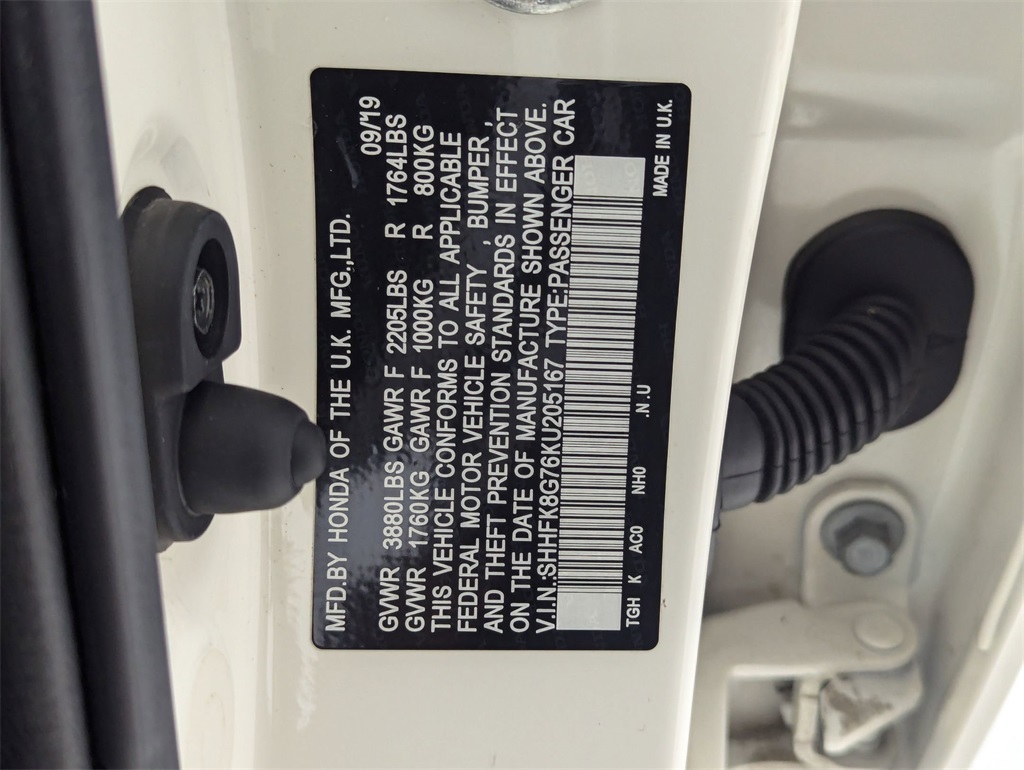 MFD.BY HONDA OF THE U.K. MFG.,LTD. 09/19
GVWR 3880LBS GAWR F 2205LBS R 1764LBS
GVWR 1760KG GAWR F 1000KG R 800KG
THIS VEHICLE CONFORMS TO ALL APPLICABLE
FEDERAL MOTOR VEHICLE SAFETY , BUMPER ,
AND THEFT PREVENTION STANDARDS IN EFFECT
ON THE DATE OF MANUFACTURE SHOWN ABOVE.
V.I.N.:SHHFK8G76KU205167 TYPE:PASSENGER CAR
TGH K AC0 NH0 .N .U MADE IN U.K.